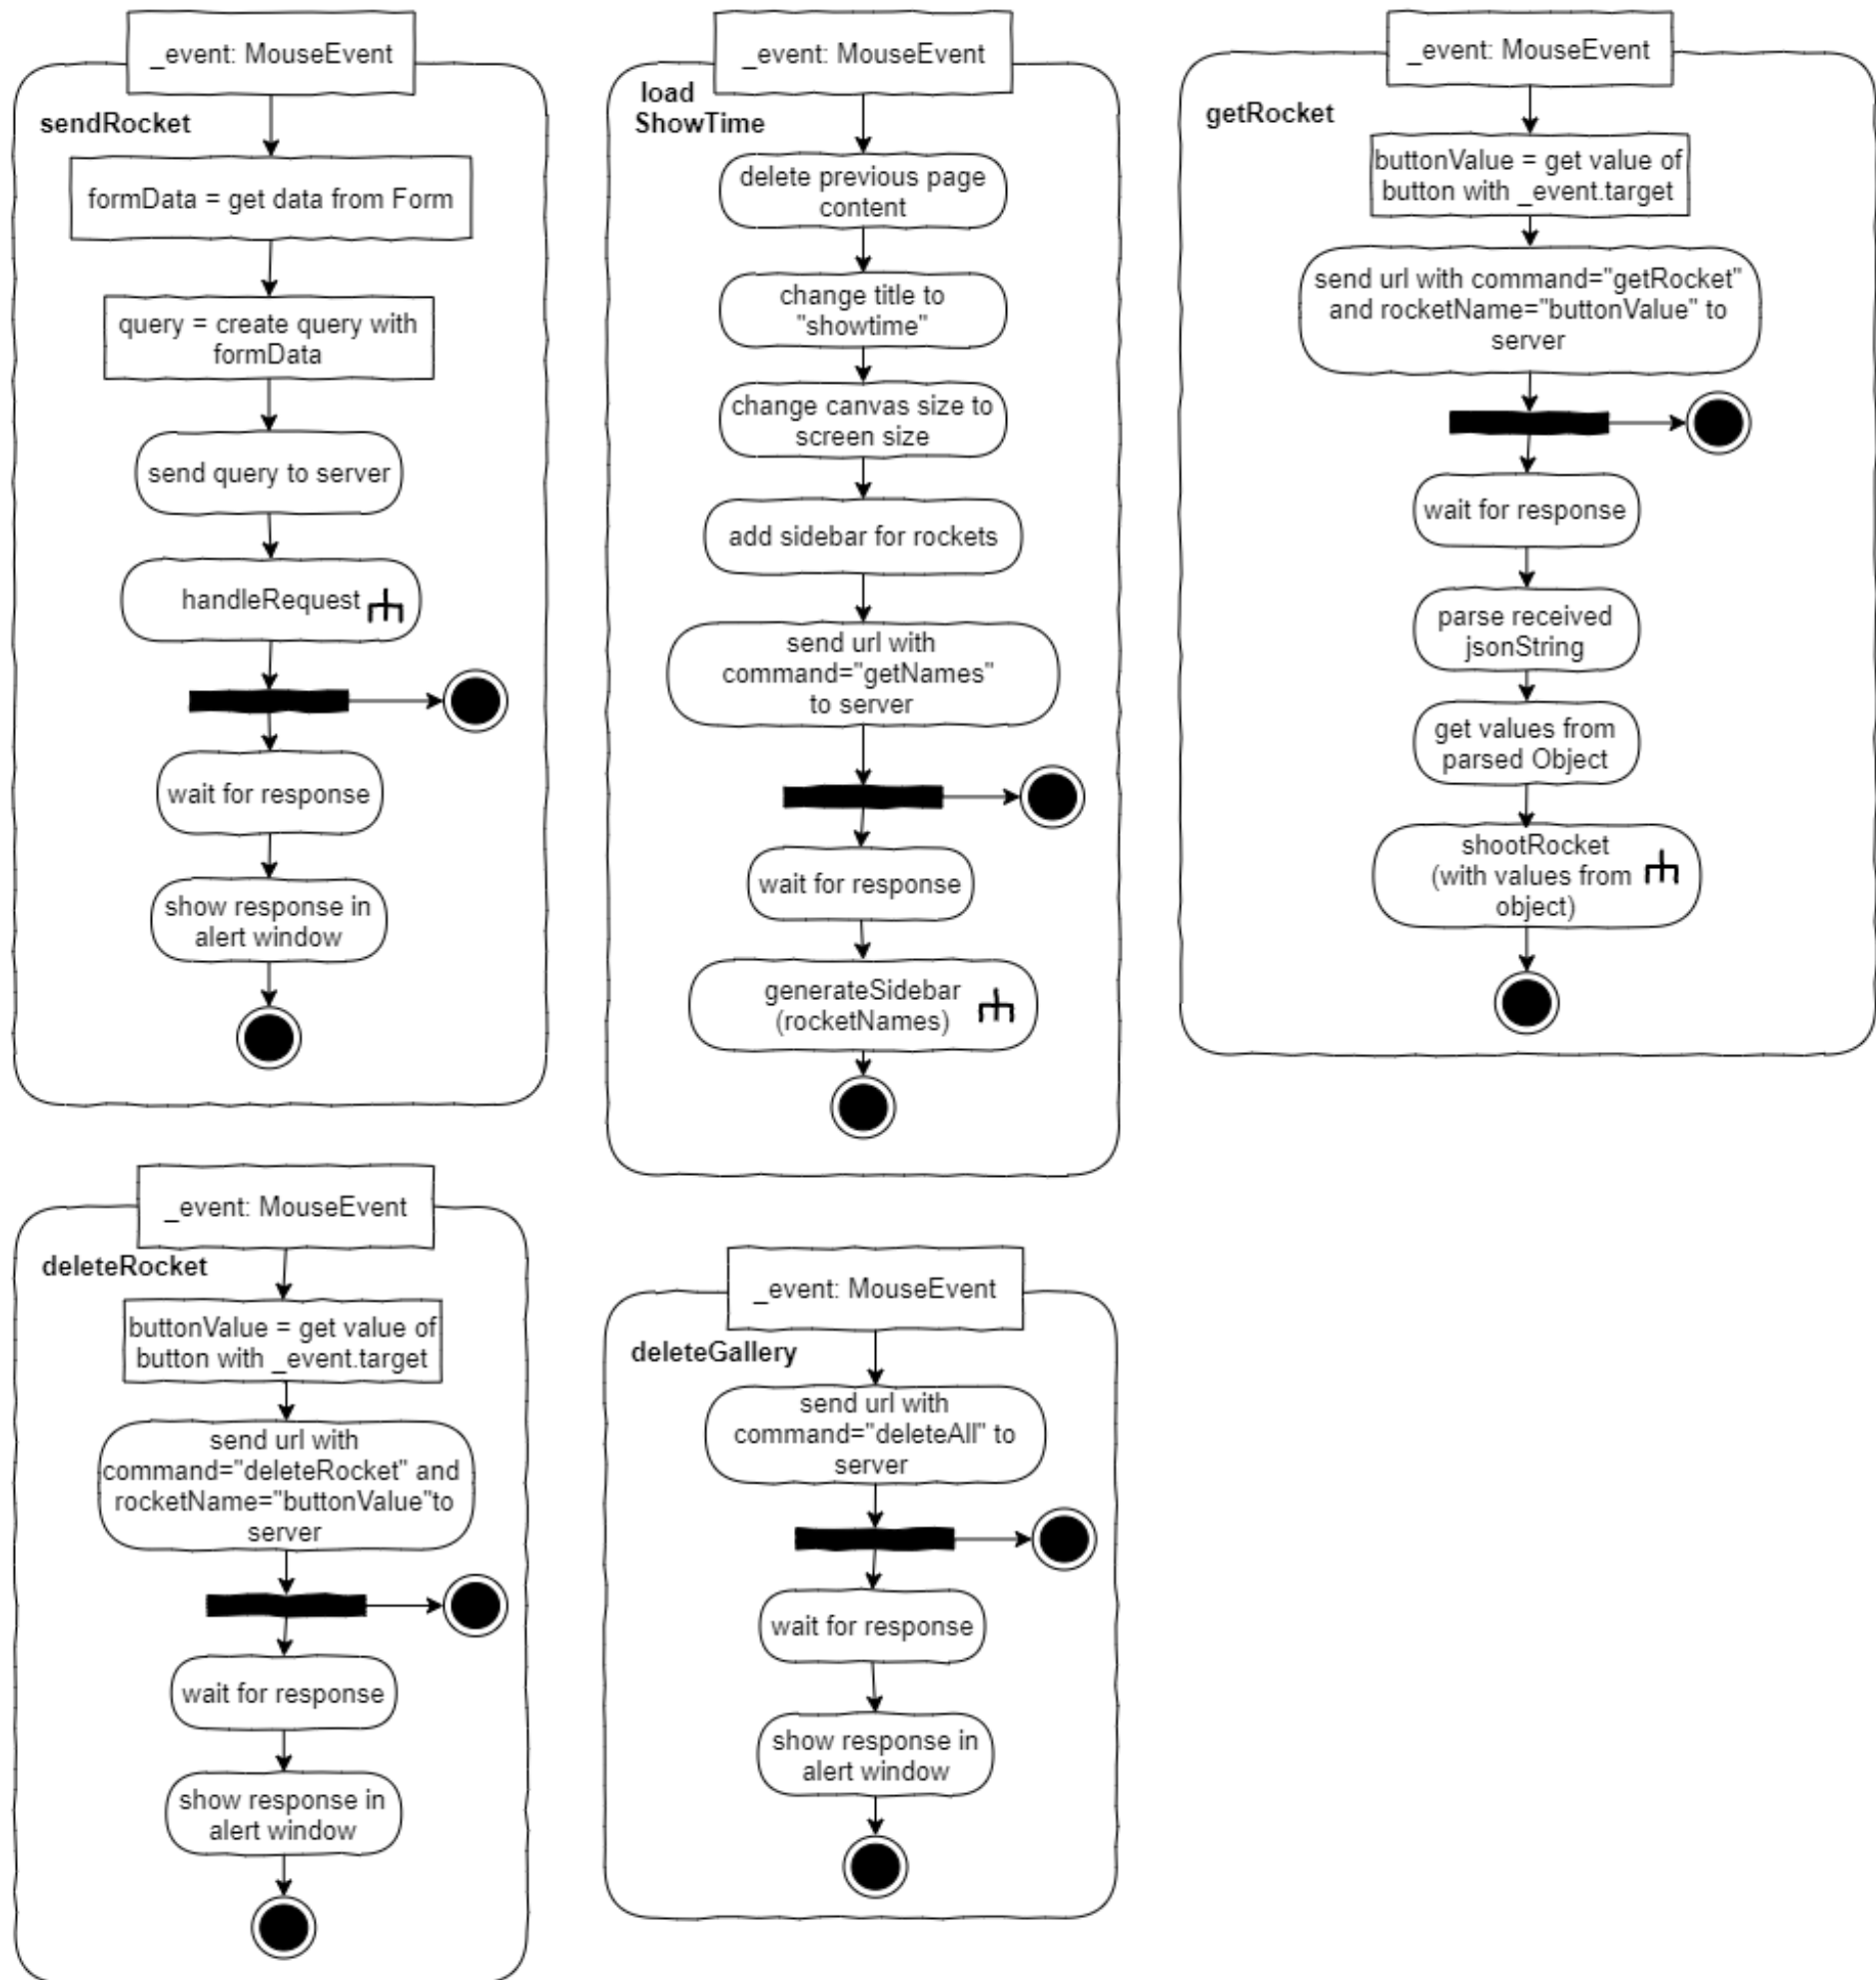 _event: MouseEvent
sendRocket
formData = get data from Form
query = create query with
formData
send query to server
handleRequest
wait for response
show response in
alert window
_event: MouseEvent
load
ShowTime
delete previous page
content
change title to
"showtime"
change canvas size to
screen size
add sidebar for rockets
send url with
command="getNames"
to server
wait for response
generateSidebar
(rocketNames)
_event: MouseEvent
getRocket
buttonValue = get value of
button with _event.target
send url with command="getRocket"
and rocketName="buttonValue" to
server
wait for response
parse received
jsonString
get values from
parsed Object
shootRocket
(with values from
object)
_event: MouseEvent
deleteRocket
buttonValue = get value of
button with _event.target
send url with
command="deleteRocket" and
rocketName="buttonValue"to
server
wait for response
show response in
alert window
_event: MouseEvent
deleteGallery
send url with
command="deleteAll" to
server
wait for response
show response in
alert window